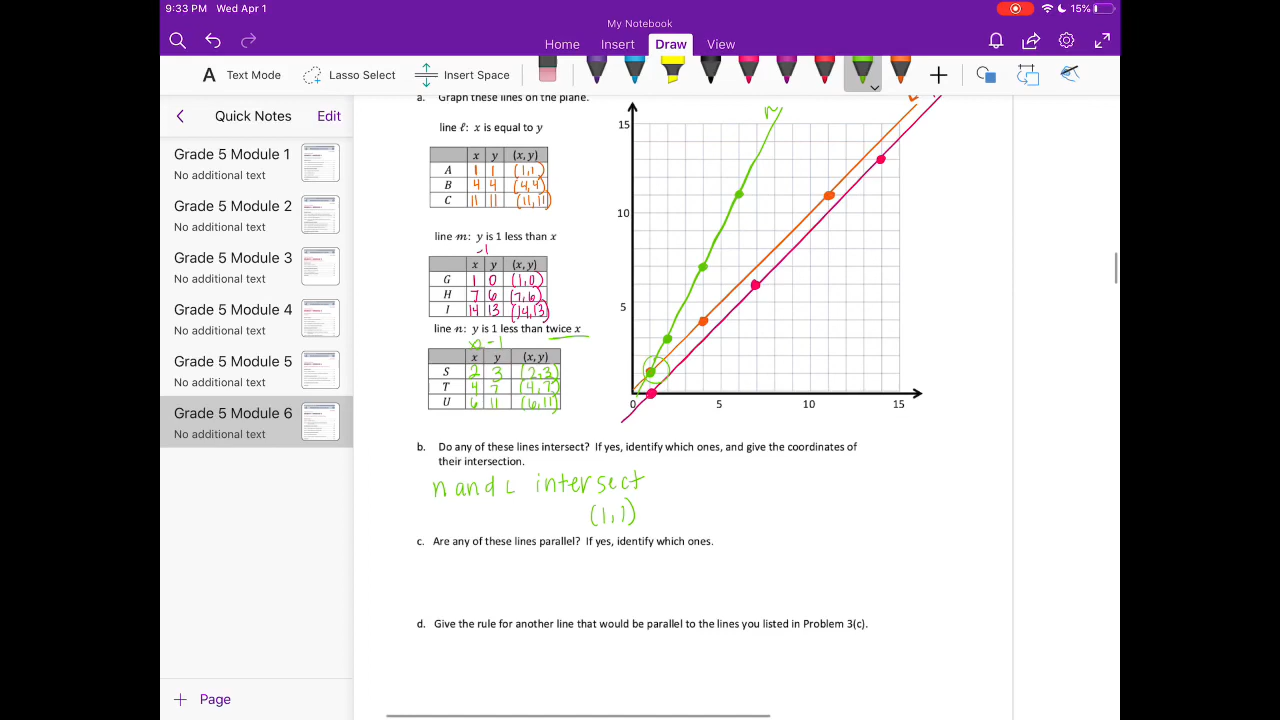 9:33 PM Wed Apr 1
15%
My Notebook
Home Insert Draw View
A Text Mode Lasso Select Insert Space
Quick Notes Edit
Grade 5 Module 1
No additional text
Grade 5 Module 2
No additional text
Grade 5 Module 3
No additional text
Grade 5 Module 4
No additional text
Grade 5 Module 5
No additional text
Grade 5 Module 6
No additional text
Page
a. Graph these lines on the plane.
line ℓ: x is equal to y
x y (x, y)
A 1 1 (1,1)
B 4 4 (4,4)
C 11 11 (11,11)
line m: y is 1 less than x
-1
x y (x, y)
G 1 0 (1,0)
H 7 6 (7,6)
I 14 13 (14,13)
line n: y is 1 less than twice x
x2 -1
x y (x, y)
S 2 3 (2,3)
T 4 7 (4,7)
U 6 11 (6,11)
n
15
10
5
0 5 10 15
b. Do any of these lines intersect? If yes, identify which ones, and give the coordinates of
their intersection.
n and L intersect
(1,1)
c. Are any of these lines parallel? If yes, identify which ones.
d. Give the rule for another line that would be parallel to the lines you listed in Problem 3(c).